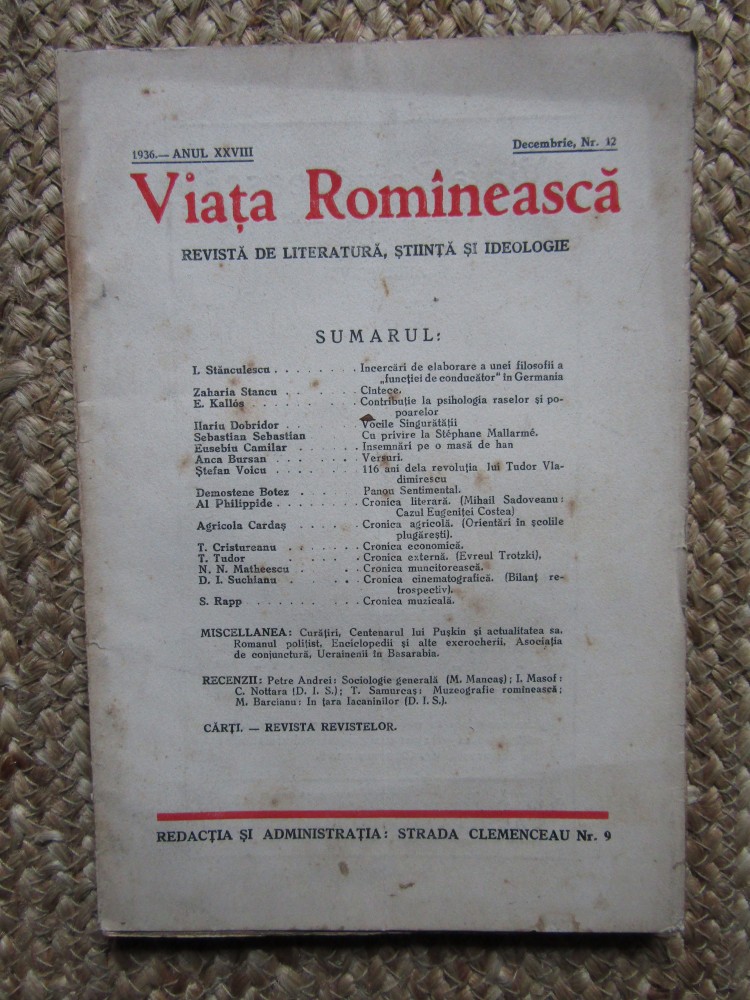 1936.— ANUL XXVIII Decembrie, Nr. 12
Viața Romînească
REVISTĂ DE LITERATURĂ, ȘTIINȚĂ ȘI IDEOLOGIE
SUMARUL:
I. Stănculescu . . . . . . . . Incercări de elaborare a unei filosofii a
„funcției de conducător" în Germania
Zaharia Stancu . . . . . . . Cîntece.
E. Kallós . . . . . . . . . . Contribuție la psihologia raselor și po-
poarelor
Ilariu Dobridor . . . . . . . Vocile Singurătății
Sebastian Sebastian Cu privire la Stéphane Mallarmé.
Eusebiu Camilar . . . . . . Insemnări pe o masă de han
Anca Bursan . . . . . . . . Versuri.
Ștefan Voicu . . . . . . . . 116 ani dela revoluția lui Tudor Vla-
dimirescu
Demostene Botez . . . . . Panou Sentimental.
Al Philippide . . . . . . . . Cronica literară. (Mihail Sadoveanu:
Cazul Eugeniței Costea)
Agricola Cardaș . . . . . . Cronica agricolă. (Orientări în școlile
plugărești).
T. Cristureanu . . . . . . . Cronica economică.
T. Tudor . . . . . . . . . Cronica externă. (Evreul Trotzki).
N. N. Matheescu . . . . . Cronica muncitorească.
D. I. Suchianu . . . . . . Cronica cinematografică. (Bilanț re-
trospectiv).
S. Rapp . . . . . . . . . . Cronica muzicală.
MISCELLANEA: Curățiri, Centenarul lui Pușkin și actualitatea sa,
Romanul polițist, Enciclopedii și alte excrocherii, Asociația
de conjunctură, Ucrainenii în Basarabia.
RECENZII: Petre Andrei: Sociologie generală (M. Mancaș); I. Masof:
C. Nottara (D. I. S.); T. Samurcaș: Muzeografie romînească;
M. Barcianu: In țara lacaninilor (D. I. S.).
CĂRȚI. — REVISTA REVISTELOR.
REDACȚIA ȘI ADMINISTRAȚIA: STRADA CLEMENCEAU Nr. 9